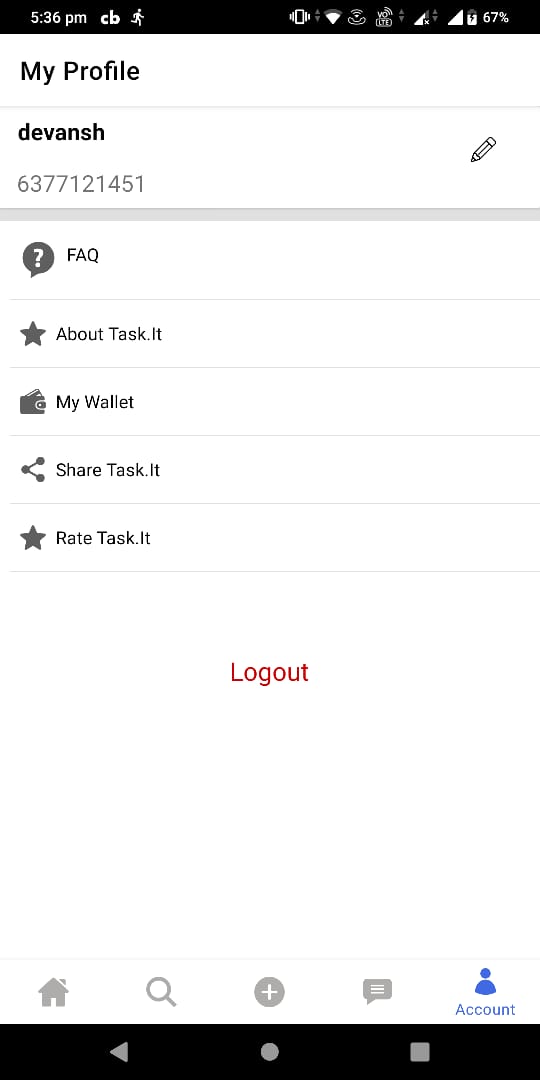 5:36 pm cb 67%
My Profile
devansh
6377121451
FAQ
About Task.It
My Wallet
Share Task.It
Rate Task.It
Logout
Account